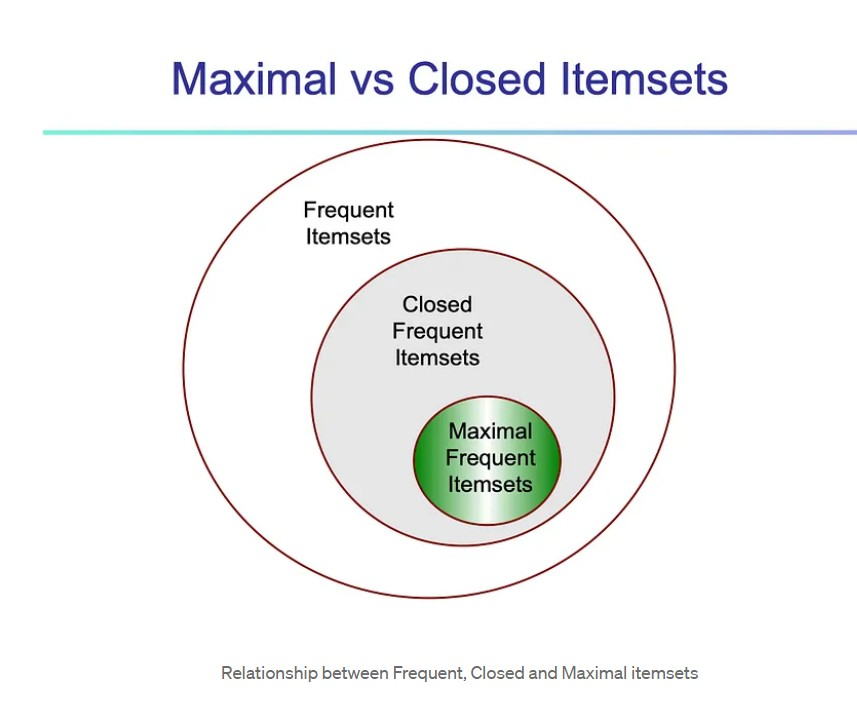 Maximal vs Closed Itemsets
Frequent
Itemsets
Closed
Frequent
Itemsets
Maximal
Frequent
Itemsets
Relationship between Frequent, Closed and Maximal itemsets